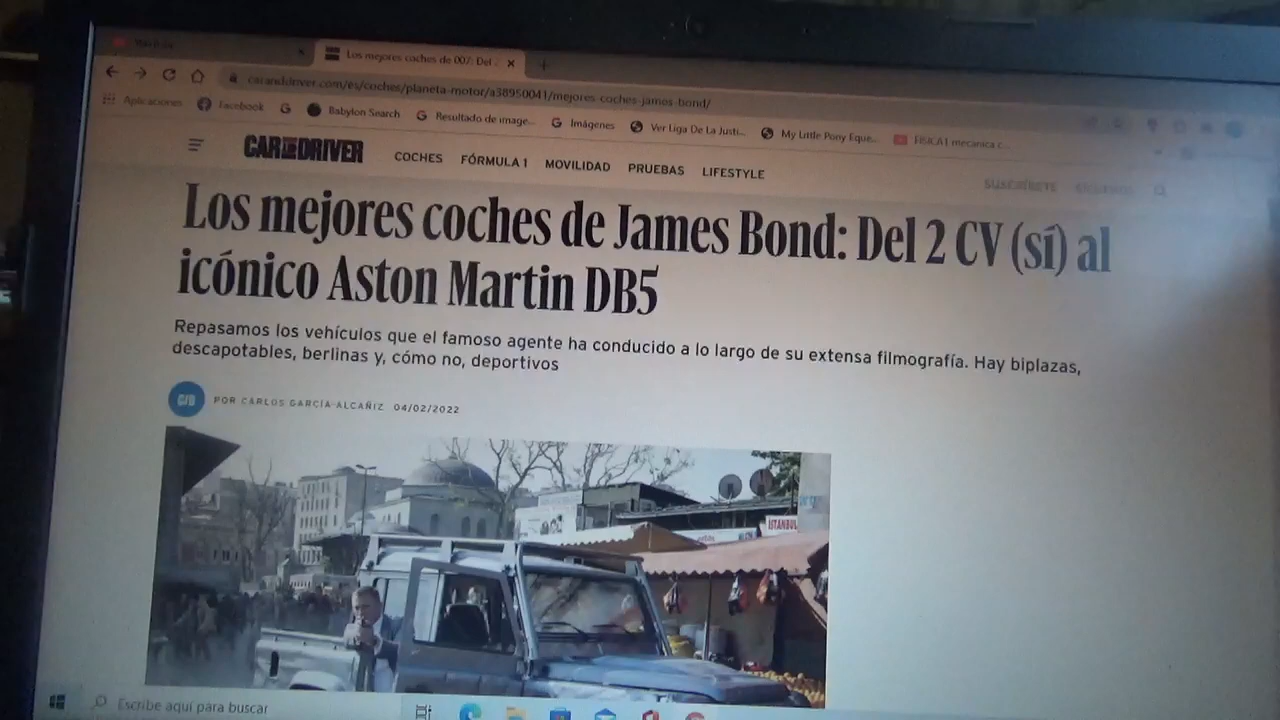 Los mejores coches de 007: Del 2
caranddriver.com/es/coches/planeta-motor/a38950041/mejores-coches-james-bond/
Aplicaciones Facebook Babylon Search Resultado de image... Imágenes Ver Liga De La Justi... My Little Pony Eque... FISICA I mecanica c...
CAR AND DRIVER COCHES FÓRMULA 1 MOVILIDAD PRUEBAS LIFESTYLE SUSCRÍBETE
Los mejores coches de James Bond: Del 2 CV (sí) al
icónico Aston Martin DB5
Repasamos los vehículos que el famoso agente ha conducido a lo largo de su extensa filmografía. Hay biplazas,
descapotables, berlinas y, cómo no, deportivos
C/D POR CARLOS GARCÍA-ALCAÑIZ 04/02/2022
ISTANBUL
Escribe aquí para buscar